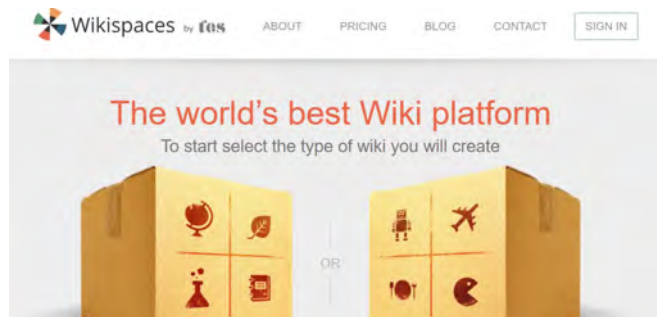 Wikispaces by tes ABOUT PRICING BLOG CONTACT SIGN IN
The world's best Wiki platform
To start select the type of wiki you will create
OR